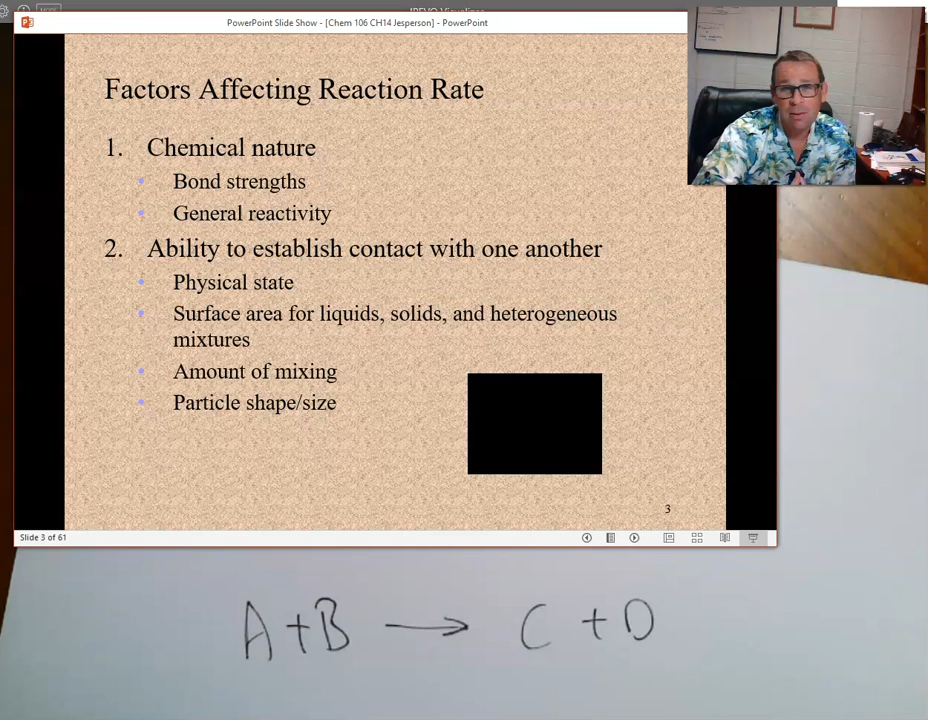 PowerPoint Slide Show - [Chem 106 CH14 Jesperson] - PowerPoint
Factors Affecting Reaction Rate
1. Chemical nature
• Bond strengths
• General reactivity
2. Ability to establish contact with one another
• Physical state
• Surface area for liquids, solids, and heterogeneous
mixtures
• Amount of mixing
• Particle shape/size
3
Slide 3 of 61
A + B → C + D